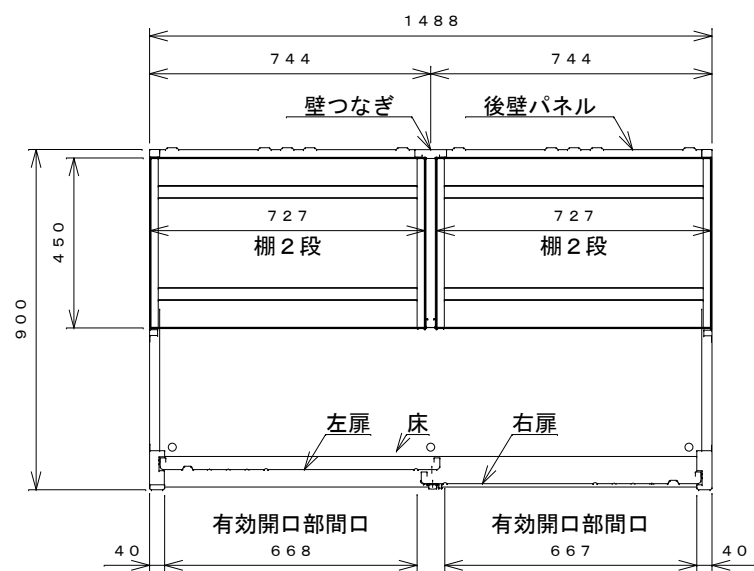 1488
744 744
壁つなぎ 後壁パネル
727 727
棚2段 棚2段
450
900
左扉 床 右扉
有効開口部間口 有効開口部間口
40 668 667 40